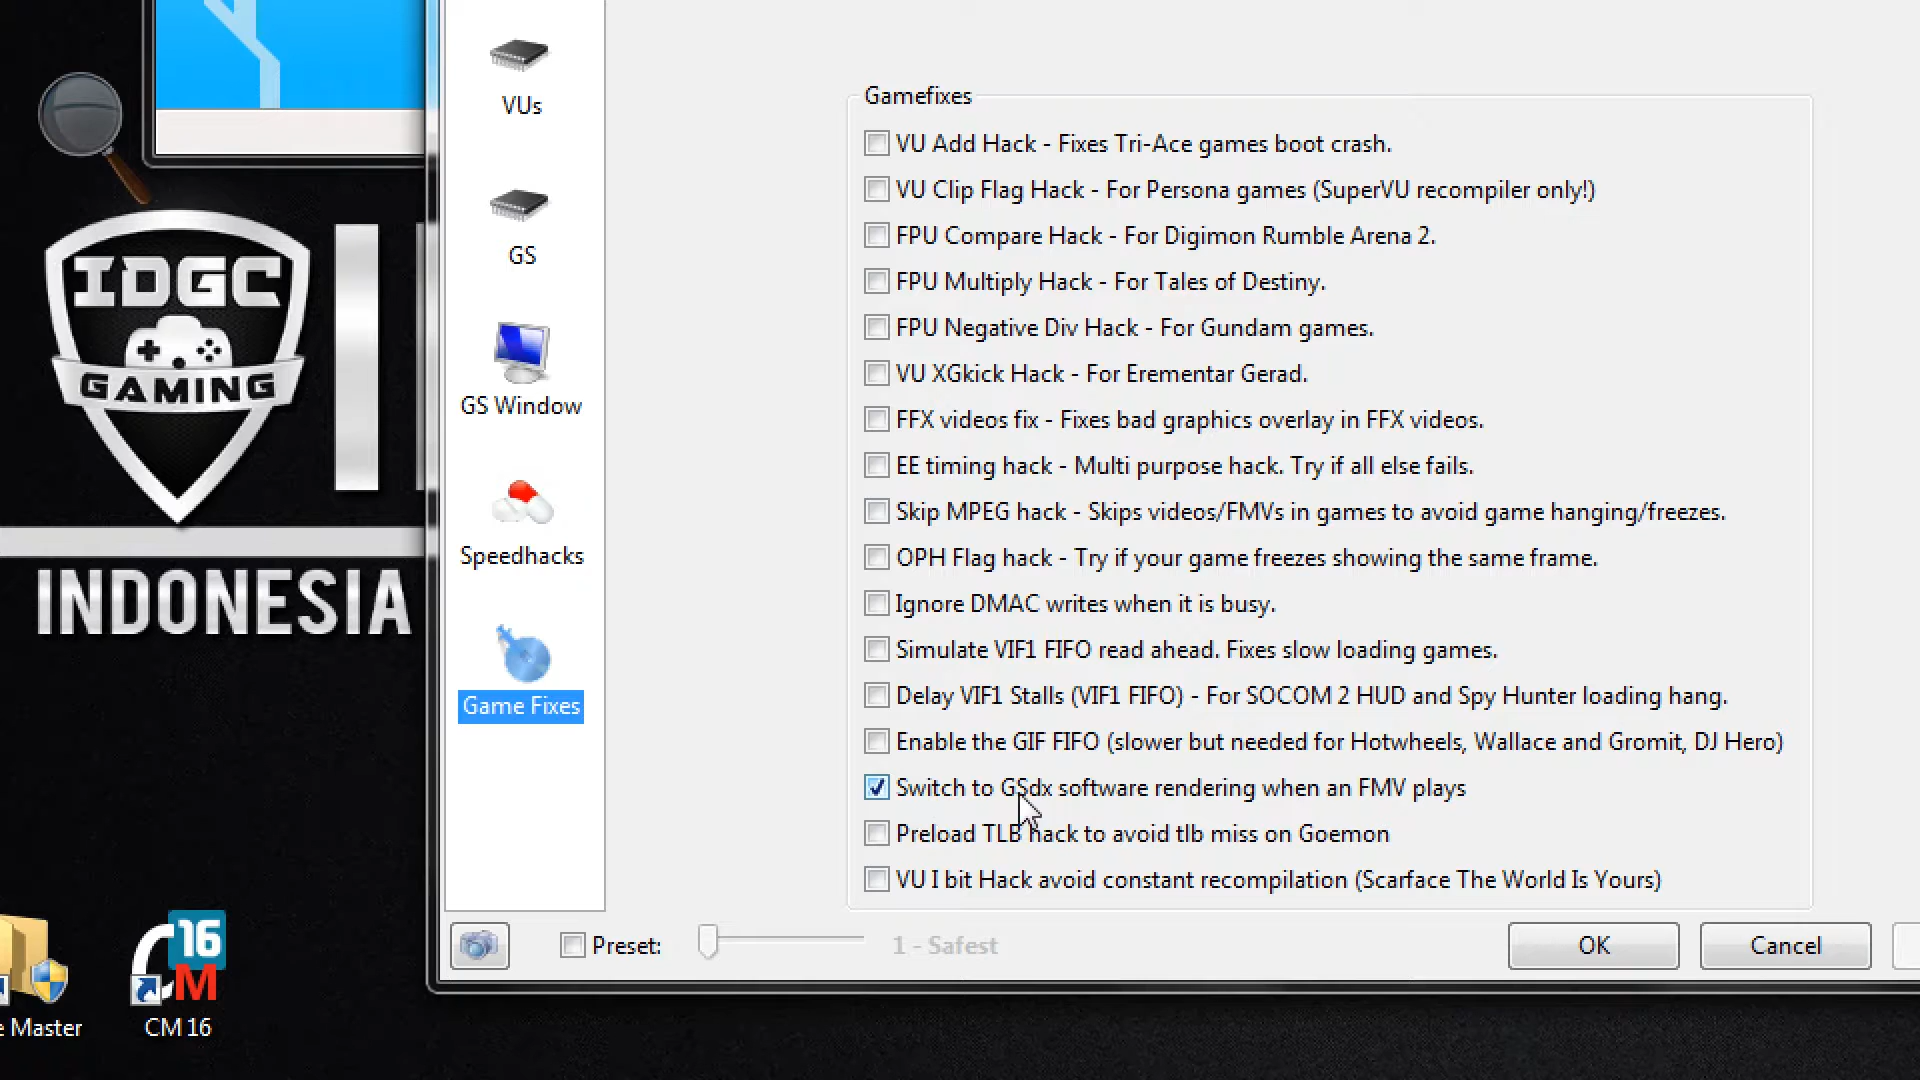 VUs
GS
GS Window
Speedhacks
Game Fixes
Gamefixes
VU Add Hack - Fixes Tri-Ace games boot crash.
VU Clip Flag Hack - For Persona games (SuperVU recompiler only!)
FPU Compare Hack - For Digimon Rumble Arena 2.
FPU Multiply Hack - For Tales of Destiny.
FPU Negative Div Hack - For Gundam games.
VU XGkick Hack - For Erementar Gerad.
FFX videos fix - Fixes bad graphics overlay in FFX videos.
EE timing hack - Multi purpose hack. Try if all else fails.
Skip MPEG hack - Skips videos/FMVs in games to avoid game hanging/freezes.
OPH Flag hack - Try if your game freezes showing the same frame.
Ignore DMAC writes when it is busy.
Simulate VIF1 FIFO read ahead. Fixes slow loading games.
Delay VIF1 Stalls (VIF1 FIFO) - For SOCOM 2 HUD and Spy Hunter loading hang.
Enable the GIF FIFO (slower but needed for Hotwheels, Wallace and Gromit, DJ Hero)
Switch to GSdx software rendering when an FMV plays
Preload TLB hack to avoid tlb miss on Goemon
VU I bit Hack avoid constant recompilation (Scarface The World Is Yours)
Preset:
1 - Safest
OK
Cancel
IDGC
GAMING
INDONESIA
16
M
e Master
CM 16